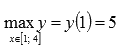 max y = y(1) = 5
x∈[1; 4]